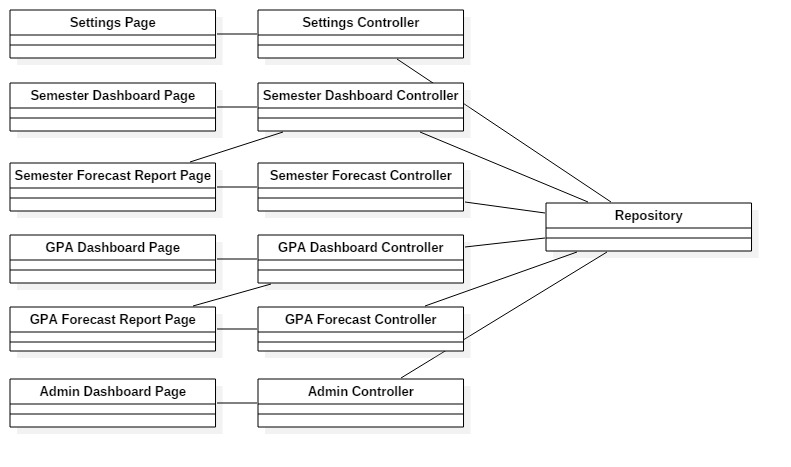 Settings Page
Settings Controller
Semester Dashboard Page
Semester Dashboard Controller
Semester Forecast Report Page
Semester Forecast Controller
Repository
GPA Dashboard Page
GPA Dashboard Controller
GPA Forecast Report Page
GPA Forecast Controller
Admin Dashboard Page
Admin Controller